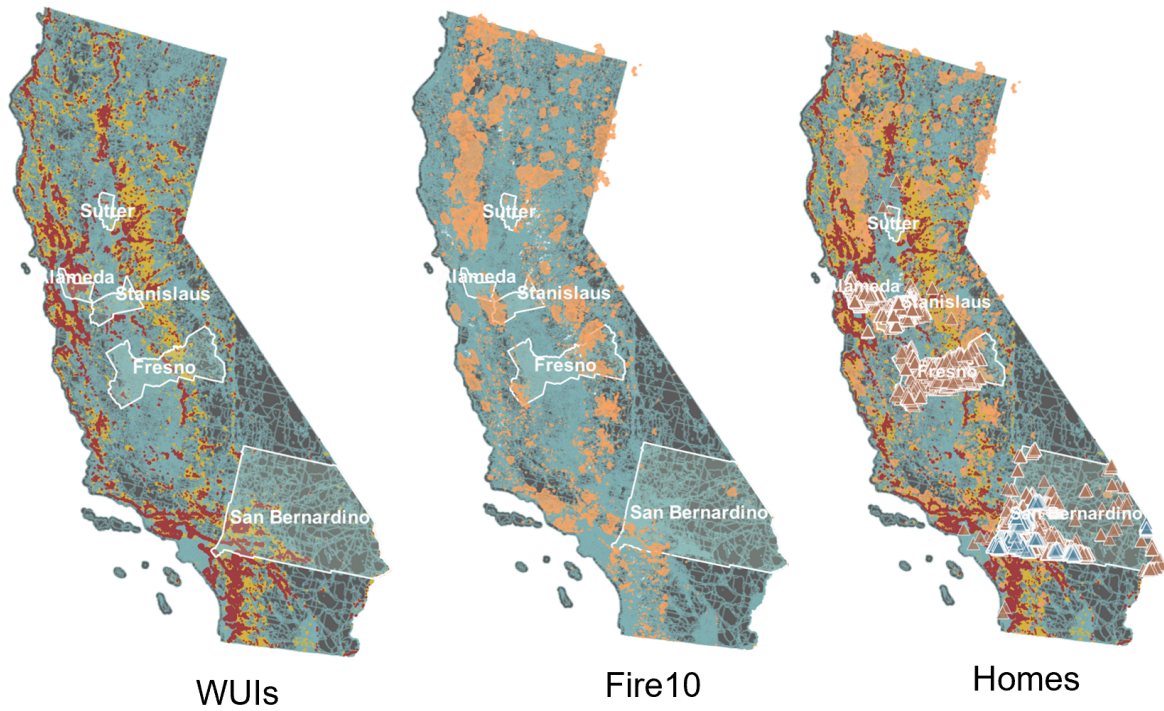 Sutter
Alameda
Stanislaus
Fresno
San Bernardino
WUIs
Sutter
Alameda
Stanislaus
Fresno
San Bernardino
Fire10
Sutter
Alameda
Stanislaus
Fresno
San Bernardino
Homes